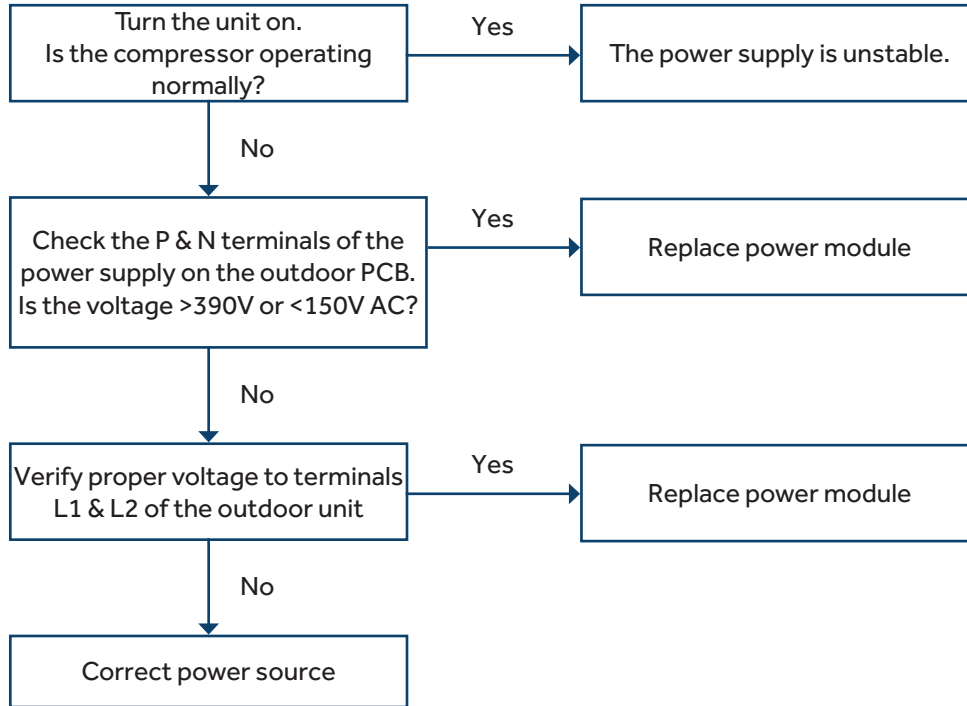 Turn the unit on.
Is the compressor operating
normally?
Yes
The power supply is unstable.
No
Check the P & N terminals of the
power supply on the outdoor PCB.
Is the voltage >390V or <150V AC?
Yes
Replace power module
No
Verify proper voltage to terminals
L1 & L2 of the outdoor unit
Yes
Replace power module
No
Correct power source